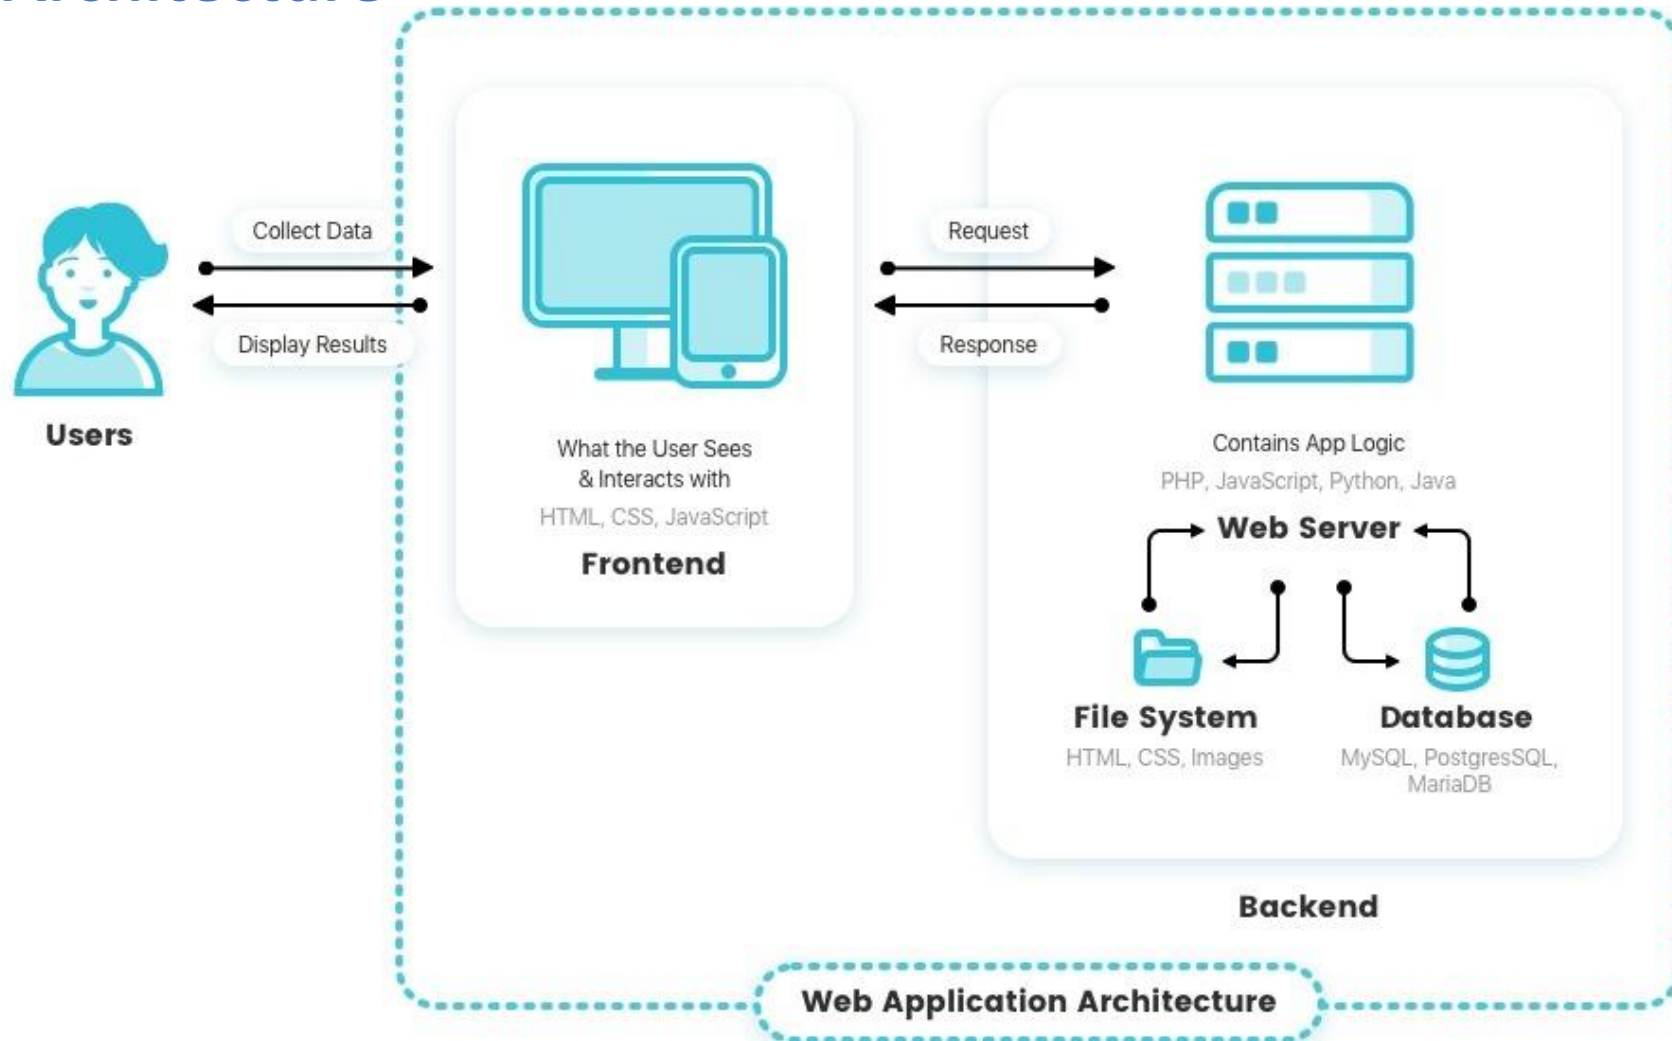 Architecture
Collect Data
Display Results
Users
What the User Sees
& Interacts with
HTML, CSS, JavaScript
Frontend
Request
Response
Contains App Logic
PHP, JavaScript, Python, Java
Web Server
File System
HTML, CSS, Images
Database
MySQL, PostgresSQL,
MariaDB
Backend
Web Application Architecture